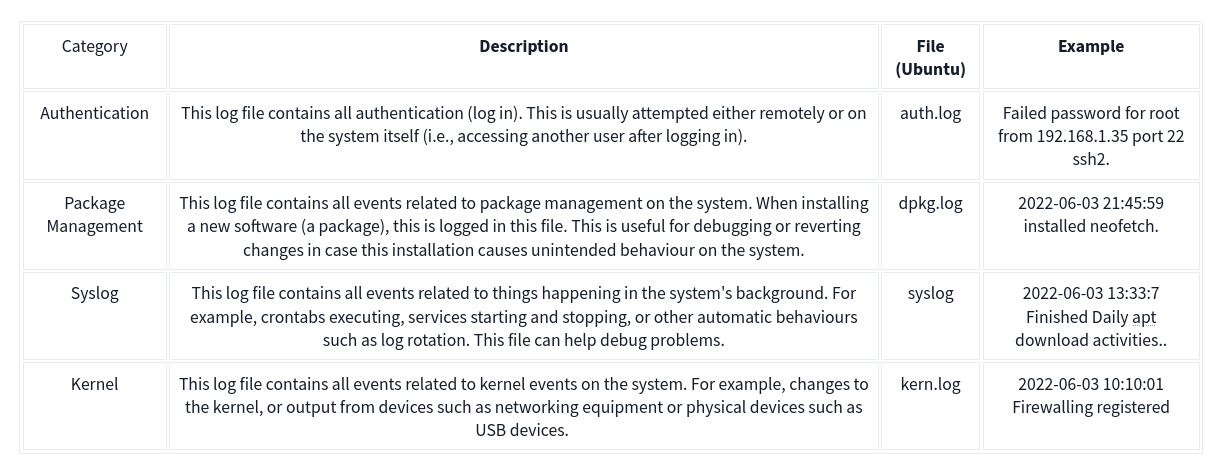 Category
Description
File
(Ubuntu)
Example
Authentication
This log file contains all authentication (log in). This is usually attempted either remotely or on
the system itself (i.e., accessing another user after logging in).
auth.log
Failed password for root
from 192.168.1.35 port 22
ssh2.
Package
Management
This log file contains all events related to package management on the system. When installing
a new software (a package), this is logged in this file. This is useful for debugging or reverting
changes in case this installation causes unintended behaviour on the system.
dpkg.log
2022-06-03 21:45:59
installed neofetch.
Syslog
This log file contains all events related to things happening in the system's background. For
example, crontabs executing, services starting and stopping, or other automatic behaviours
such as log rotation. This file can help debug problems.
syslog
2022-06-03 13:33:7
Finished Daily apt
download activities..
Kernel
This log file contains all events related to kernel events on the system. For example, changes to
the kernel, or output from devices such as networking equipment or physical devices such as
USB devices.
kern.log
2022-06-03 10:10:01
Firewalling registered